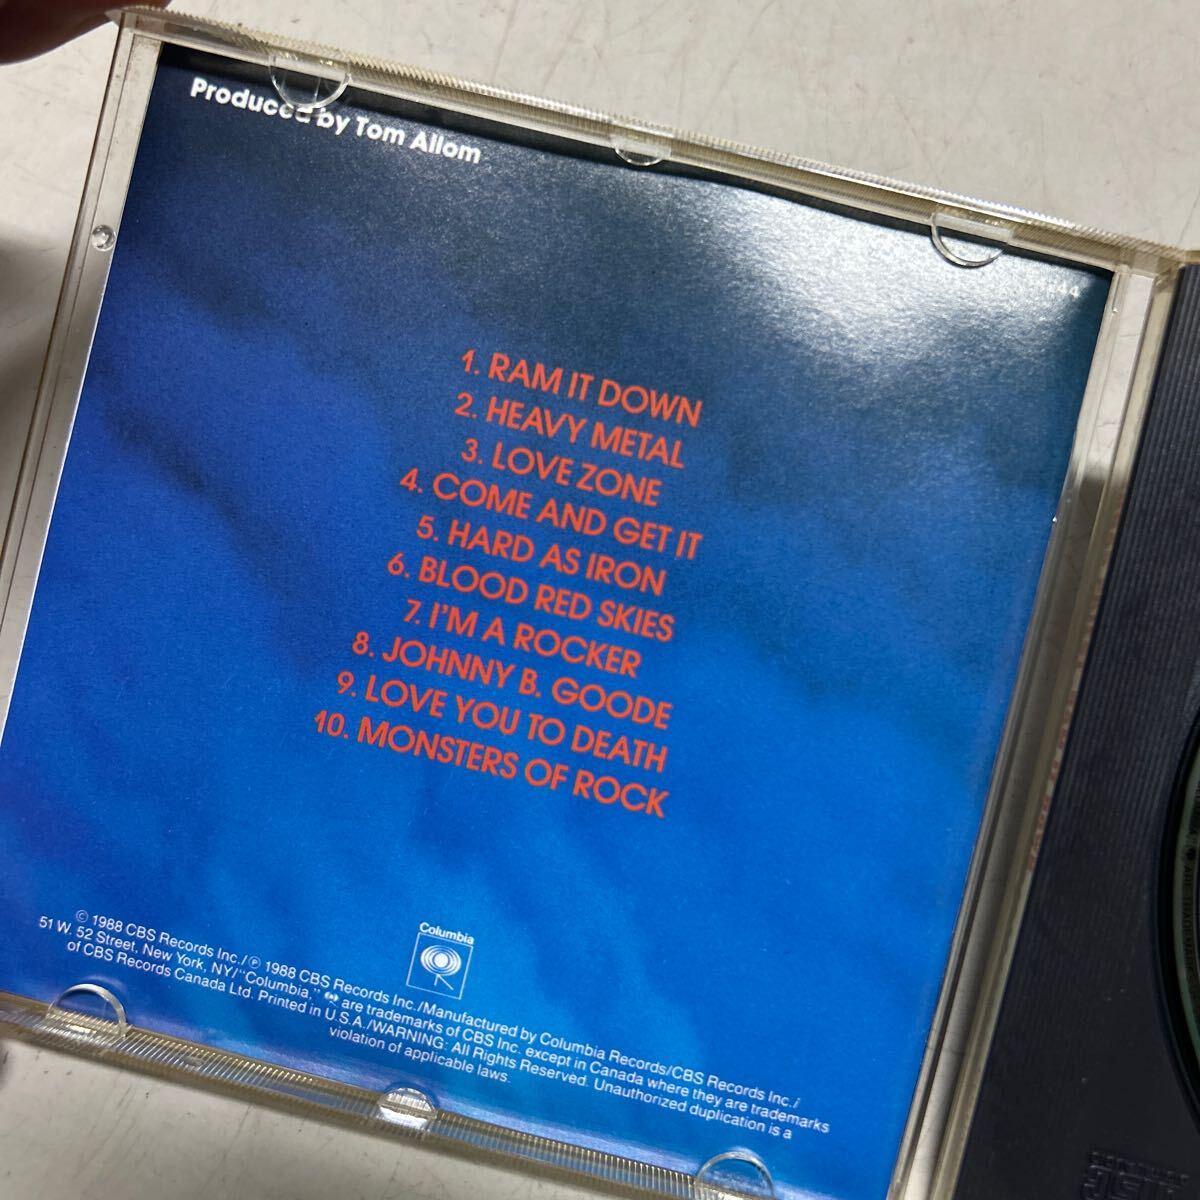 Produced by Tom Allom
1. RAM IT DOWN
2. HEAVY METAL
3. LOVE ZONE
4. COME AND GET IT
5. HARD AS IRON
6. BLOOD RED SKIES
7. I'M A ROCKER
8. JOHNNY B. GOODE
9. LOVE YOU TO DEATH
10. MONSTERS OF ROCK
Columbia
© 1988 CBS Records Inc./℗ 1988 CBS Records Inc./Manufactured by Columbia Records/CBS Records Inc./
51 W. 52 Street, New York, NY/"Columbia," are trademarks of CBS Inc. except in Canada where they are trademarks
of CBS Records Canada Ltd. Printed in U.S.A./WARNING: All Rights Reserved. Unauthorized duplication is a
violation of applicable laws.